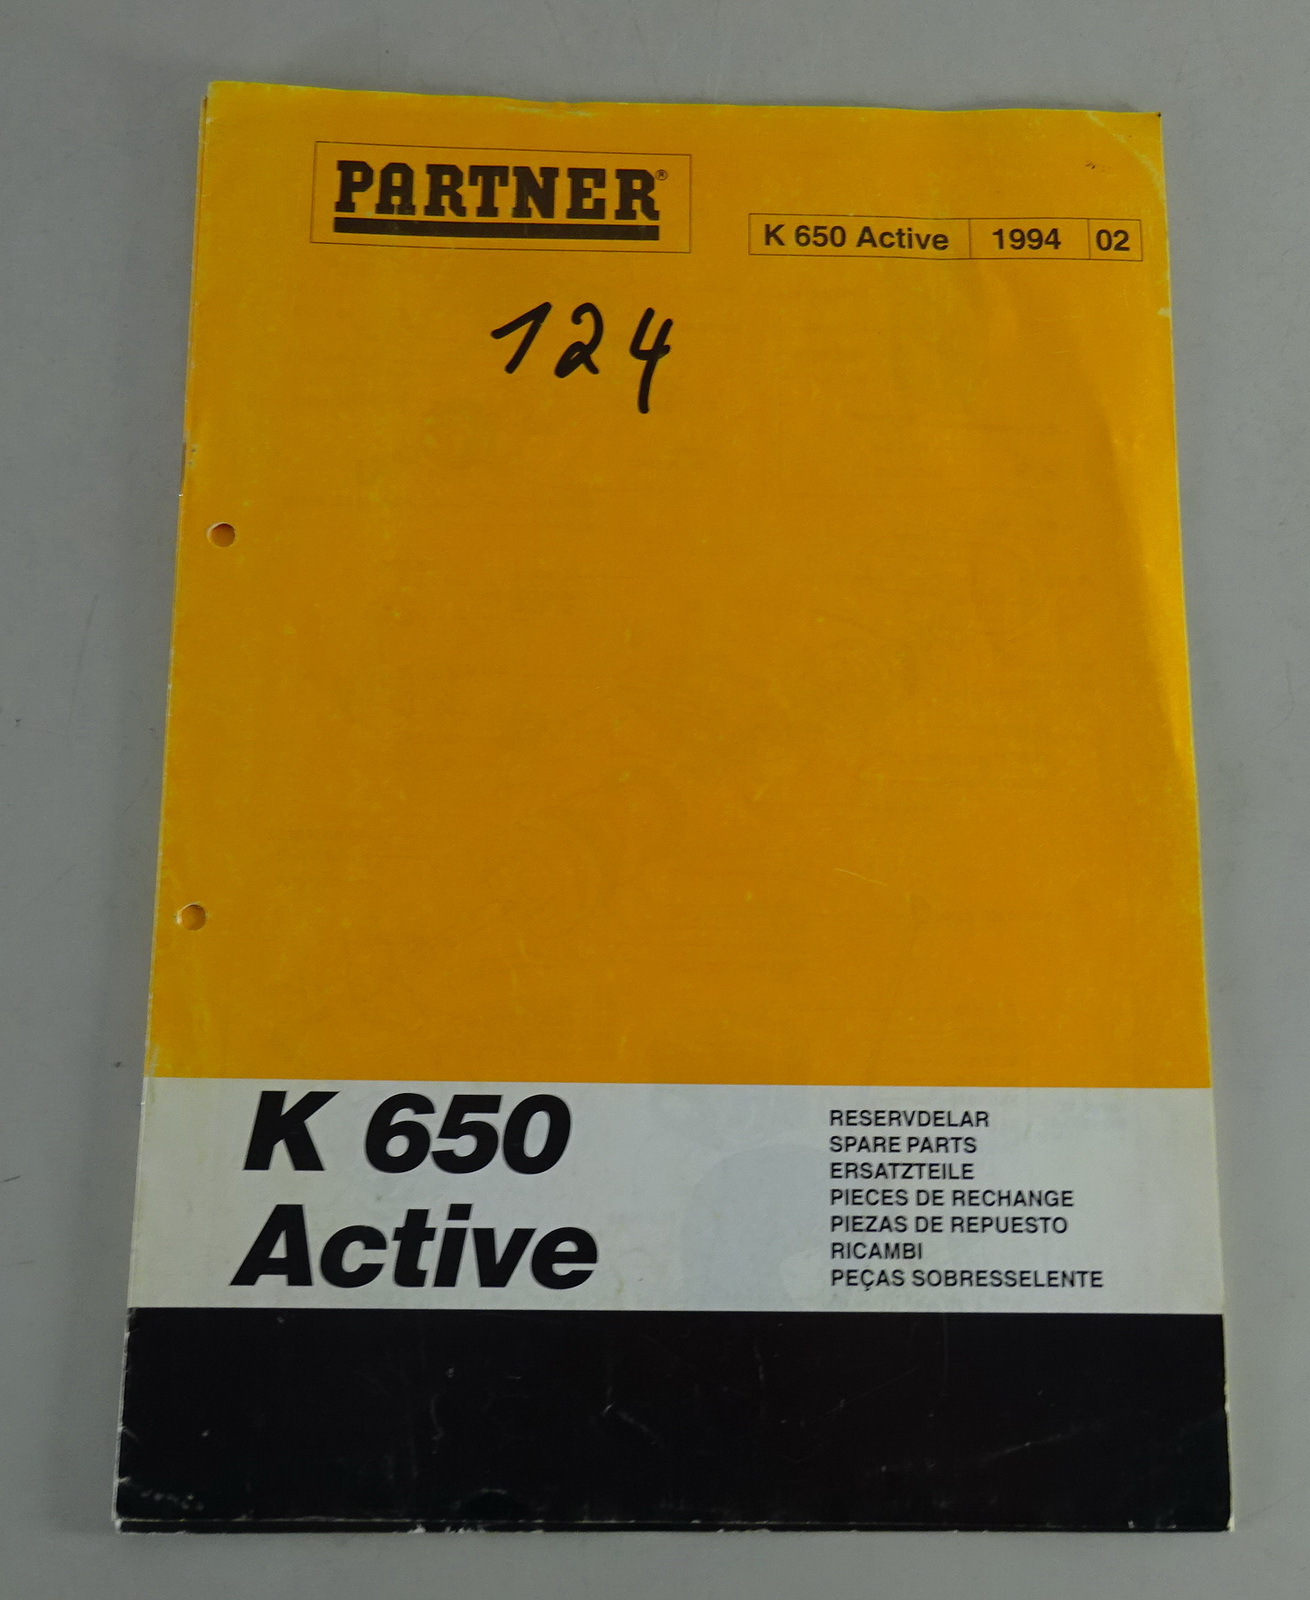 PARTNER®
K 650 Active 1994 02
124
K 650
Active
RESERVDELAR
SPARE PARTS
ERSATZTEILE
PIECES DE RECHANGE
PIEZAS DE REPUESTO
RICAMBI
PEÇAS SOBRESSELENTE